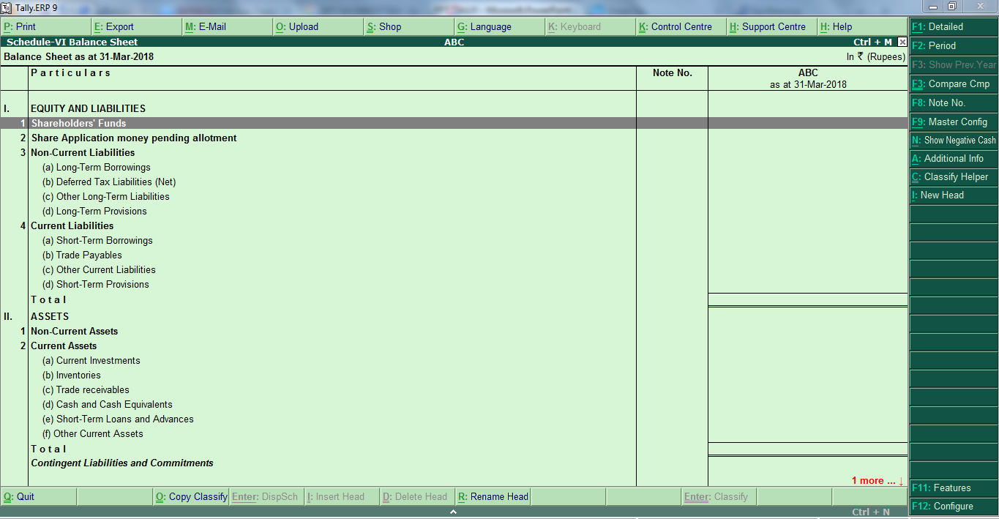 Tally.ERP 9
P: Print E: Export M: E-Mail O: Upload S: Shop G: Language K: Keyboard K: Control Centre H: Support Centre H: Help
Schedule-VI Balance Sheet ABC Ctrl + M
Balance Sheet as at 31-Mar-2018 In ₹ (Rupees)
Particulars Note No. ABC
as at 31-Mar-2018
I. EQUITY AND LIABILITIES
1 Shareholders' Funds
2 Share Application money pending allotment
3 Non-Current Liabilities
(a) Long-Term Borrowings
(b) Deferred Tax Liabilities (Net)
(c) Other Long-Term Liabilities
(d) Long-Term Provisions
4 Current Liabilities
(a) Short-Term Borrowings
(b) Trade Payables
(c) Other Current Liabilities
(d) Short-Term Provisions
Total
II. ASSETS
1 Non-Current Assets
2 Current Assets
(a) Current Investments
(b) Inventories
(c) Trade receivables
(d) Cash and Cash Equivalents
(e) Short-Term Loans and Advances
(f) Other Current Assets
Total
Contingent Liabilities and Commitments
1 more ... ↓
Q: Quit O: Copy Classify Enter: DispSch I: Insert Head D: Delete Head R: Rename Head Enter: Classify
Ctrl + N
F1: Detailed
F2: Period
F3: Show Prev.Year
F3: Compare Cmp
F8: Note No.
F9: Master Config
N: Show Negative Cash
A: Additional Info
C: Classify Helper
I: New Head
F11: Features
F12: Configure